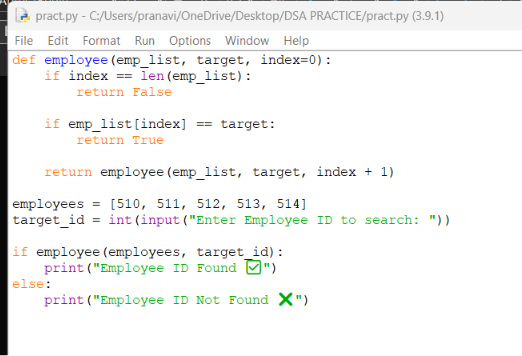 pract.py - C:/Users/pranavi/OneDrive/Desktop/DSA PRACTICE/pract.py (3.9.1)
File Edit Format Run Options Window Help
def employee(emp_list, target, index=0):
    if index == len(emp_list):
        return False

    if emp_list[index] == target:
        return True

    return employee(emp_list, target, index + 1)

employees = [510, 511, 512, 513, 514]
target_id = int(input("Enter Employee ID to search: "))

if employee(employees, target_id):
    print("Employee ID Found ✅")
else:
    print("Employee ID Not Found ❌")